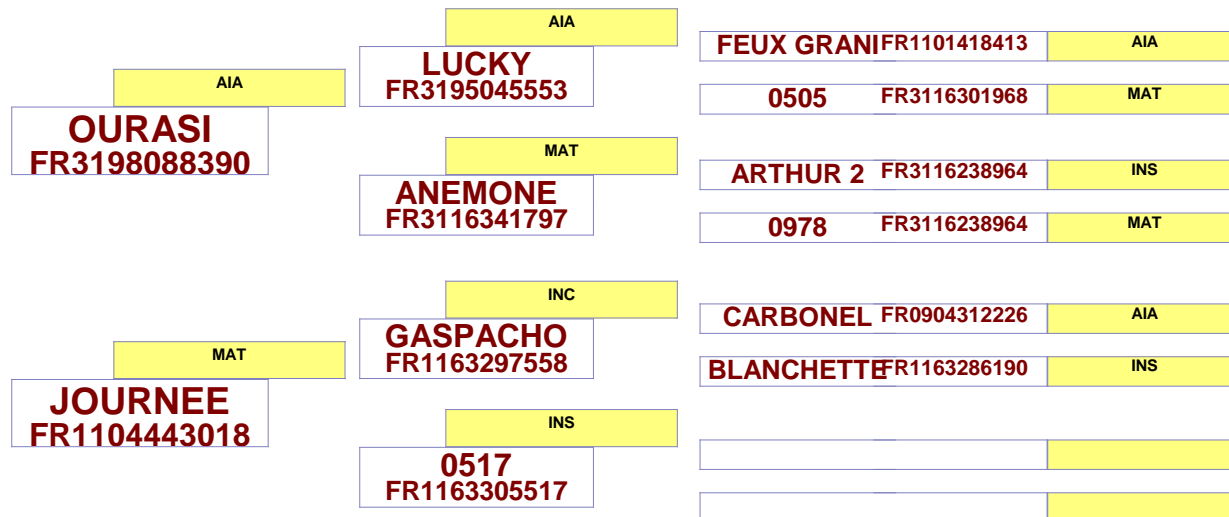 AIA
OURASI
FR3198088390
MAT
JOURNEE
FR1104443018
AIA
LUCKY
FR3195045553
MAT
ANEMONE
FR3116341797
INC
GASPACHO
FR1163297558
INS
0517
FR1163305517
FEUX GRANI FR1101418413 AIA
0505 FR3116301968 MAT
ARTHUR 2 FR3116238964 INS
0978 FR3116238964 MAT
CARBONEL FR0904312226 AIA
BLANCHETTE FR1163286190 INS